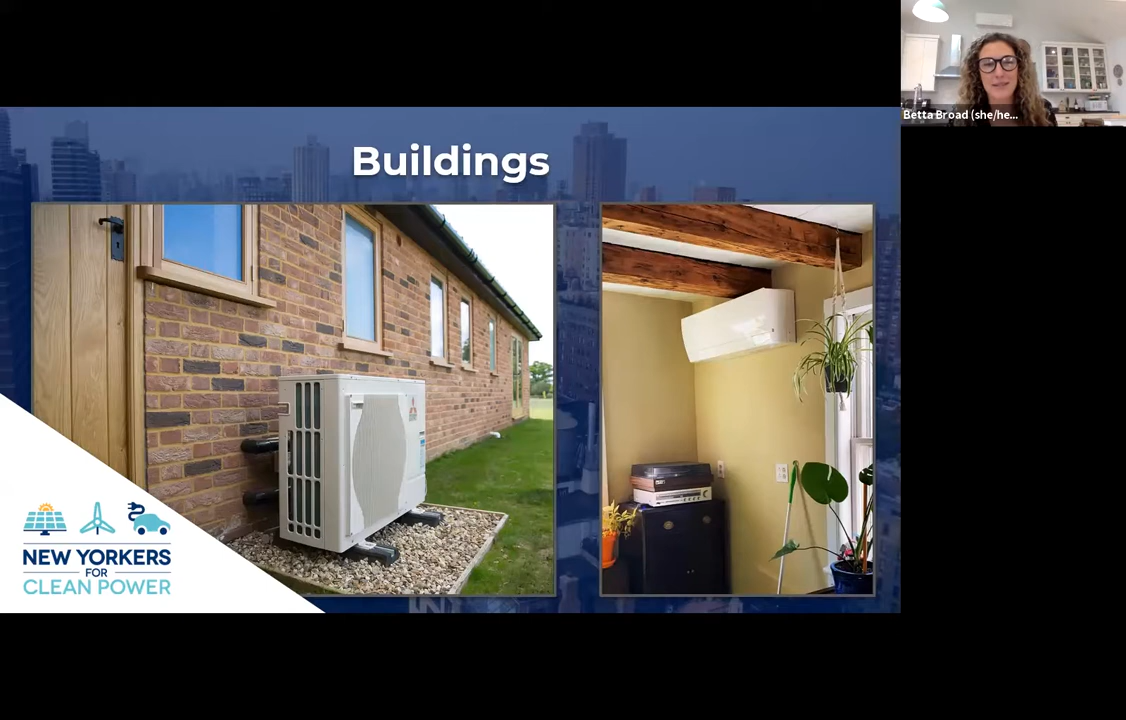 Betta Broad (she/he...
Buildings
NEW YORKERS
FOR
CLEAN POWER